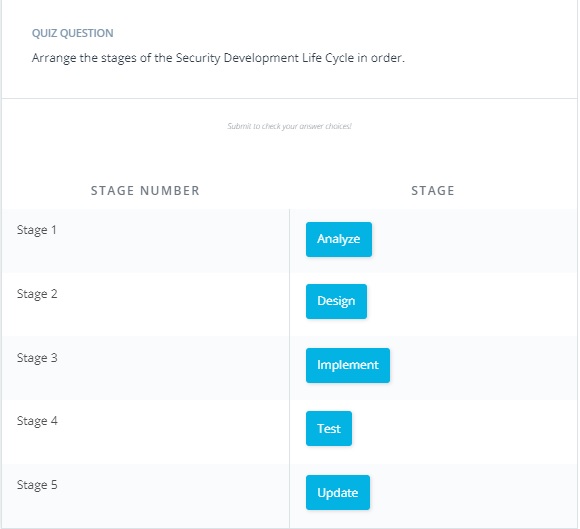 QUIZ QUESTION
Arrange the stages of the Security Development Life Cycle in order.
Submit to check your answer choices!
STAGE NUMBER STAGE
Stage 1 Analyze
Stage 2 Design
Stage 3 Implement
Stage 4 Test
Stage 5 Update